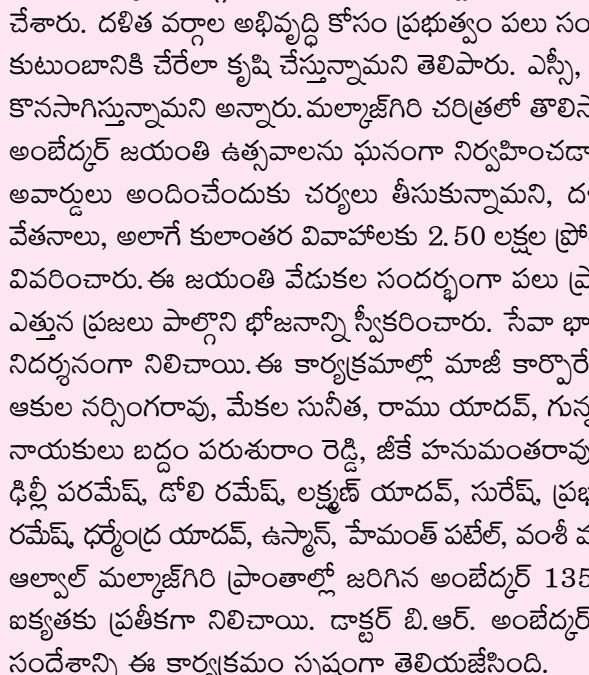 చేశారు. దళిత వర్గాల అభివృద్ధి కోసం ప్రభుత్వం పలు
కుటుంబానికి చేరేలా కృషి చేస్తున్నామని తెలిపారు. ఎస్సీ,
కొనసాగిస్తున్నామని అన్నారు.మల్కాజ్‌గిరి చరిత్రలో
అంబేద్కర్ జయంతి ఉత్సవాలను ఘనంగా
అవార్డులు అందించేందుకు చర్యలు తీసుకున్నామని,
వేతనాలు, అలాగే కులాంతర వివాహాలకు 2.50 లక్షల
వివరించారు.ఈ జయంతి వేడుకల సందర్భంగా పలు
ఎత్తున ప్రజలు పాల్గొని భోజనాన్ని స్వీకరించారు. సేవా
నిదర్శనంగా నిలిచాయి.ఈ కార్యక్రమాల్లో మాజీ
ఆకుల నర్సింగరావు, మేకల సునీత, రాము యాదవ్,
నాయకులు బద్దం పరుశురాం రెడ్డి, జీకే హనుమంతరావు
ఢిల్లీ పరమేష్, డోలి రమేష్, లక్ష్మణ్ యాదవ్, సురేష్,
రమేష్, ధర్మేంద్ర యాదవ్, ఉస్మాన్, హేమంత్ పటేల్, వంశీ
ఆల్వాల్ మల్కాజ్‌గిరి ప్రాంతాల్లో జరిగిన అంబేద్కర్ 135
ఐక్యతకు ప్రతీకగా నిలిచాయి. డాక్టర్ బి.ఆర్. అంబేద్కర్
సందేశాన్ని ఈ కార్యక్రమం స్పష్టంగా తెలియజేసింది.